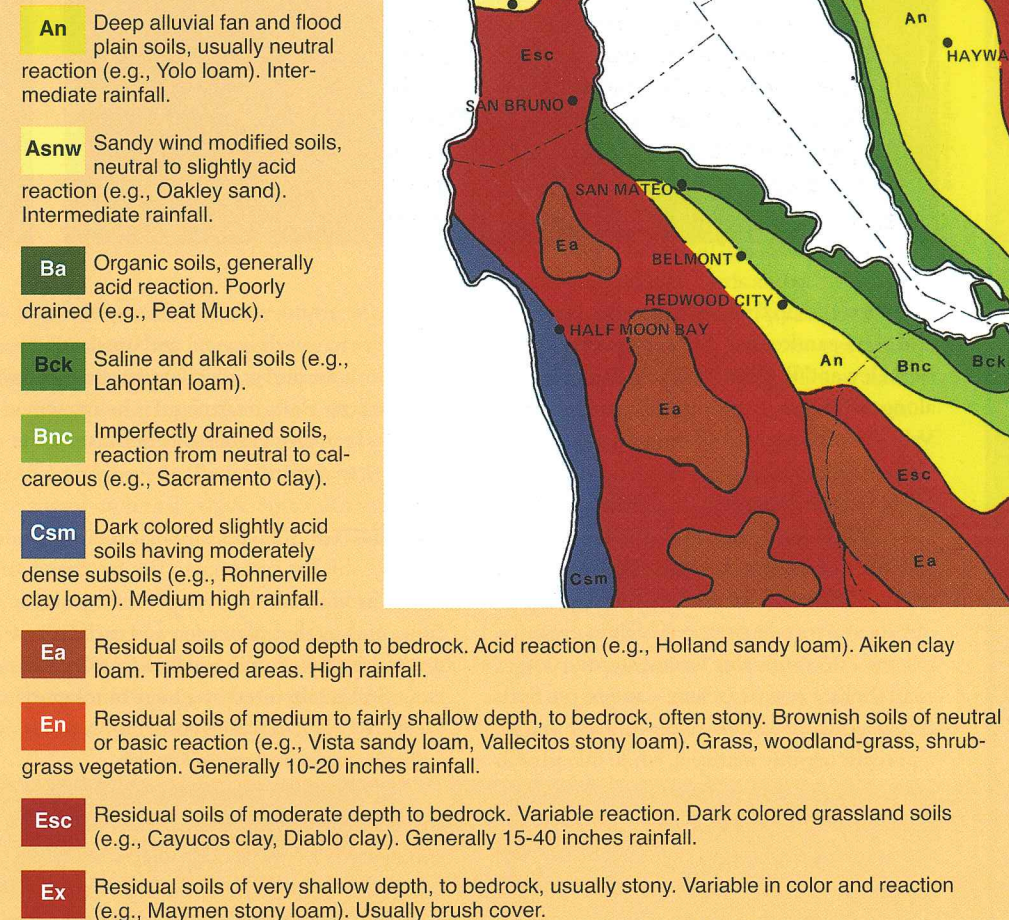 An Deep alluvial fan and flood
plain soils, usually neutral
reaction (e.g., Yolo loam). Inter-
mediate rainfall.
Asnw Sandy wind modified soils,
neutral to slightly acid
reaction (e.g., Oakley sand).
Intermediate rainfall.
Ba Organic soils, generally
acid reaction. Poorly
drained (e.g., Peat Muck).
Bck Saline and alkali soils (e.g.,
Lahontan loam).
Bnc Imperfectly drained soils,
reaction from neutral to cal-
careous (e.g., Sacramento clay).
Csm Dark colored slightly acid
soils having moderately
dense subsoils (e.g., Rohnerville
clay loam). Medium high rainfall.
Ea Residual soils of good depth to bedrock. Acid reaction (e.g., Holland sandy loam). Aiken clay
loam. Timbered areas. High rainfall.
En Residual soils of medium to fairly shallow depth, to bedrock, often stony. Brownish soils of neutral
or basic reaction (e.g., Vista sandy loam, Vallecitos stony loam). Grass, woodland-grass, shrub-
grass vegetation. Generally 10-20 inches rainfall.
Esc Residual soils of moderate depth to bedrock. Variable reaction. Dark colored grassland soils
(e.g., Cayucos clay, Diablo clay). Generally 15-40 inches rainfall.
Ex Residual soils of very shallow depth, to bedrock, usually stony. Variable in color and reaction
(e.g., Maymen stony loam). Usually brush cover.
An
HAYWA
Esc
SAN BRUNO
SAN MATEO
Ea
BELMONT
REDWOOD CITY
HALF MOON BAY
An
Bnc
Bck
Ea
Esc
Ea
Csm